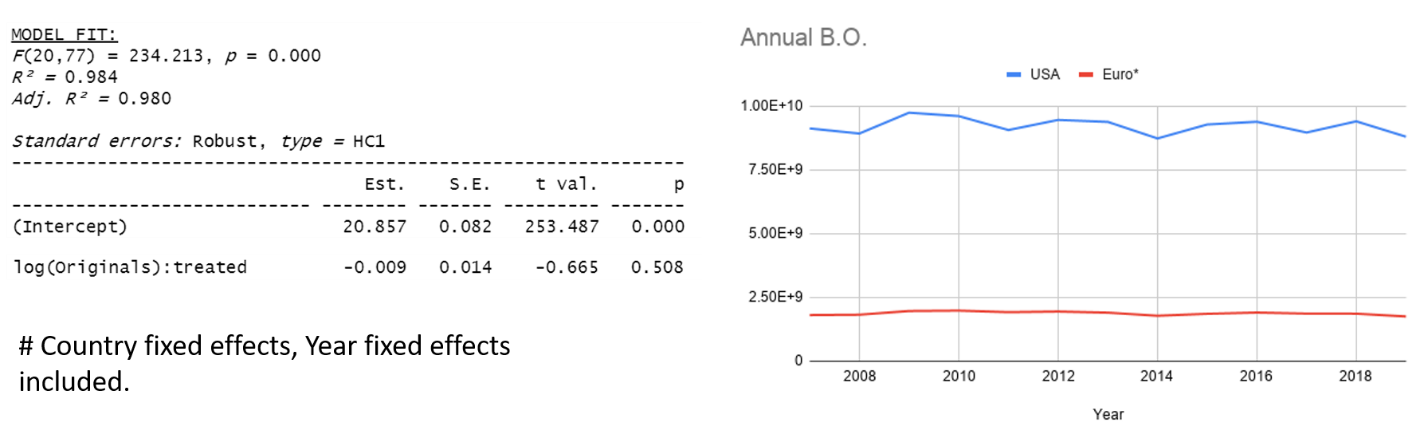 MODEL FIT:
F(20,77) = 234.213, p = 0.000
R² = 0.984
Adj. R² = 0.980
Standard errors: Robust, type = HC1
Est. S.E. t val. p
(Intercept) 20.857 0.082 253.487 0.000
log(Originals):treated -0.009 0.014 -0.665 0.508
# Country fixed effects, Year fixed effects
included.
Annual B.O.
USA Euro*
1.00E+10
7.50E+9
5.00E+9
2.50E+9
0
2008 2010 2012 2014 2016 2018
Year